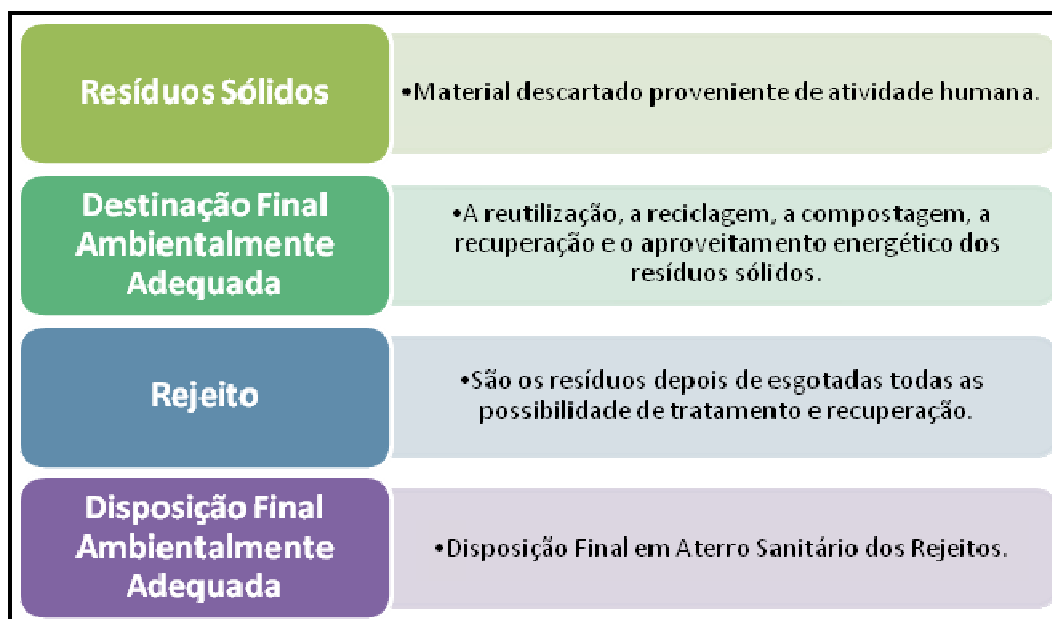 Resíduos Sólidos
•Material descartado proveniente de atividade humana.
Destinação Final
Ambientalmente
Adequada
•A reutilização, a reciclagem, a compostagem, a
recuperação e o aproveitamento energético dos
resíduos sólidos.
Rejeito
•São os resíduos depois de esgotadas todas as
possibilidade de tratamento e recuperação.
Disposição Final
Ambientalmente
Adequada
•Disposição Final em Aterro Sanitário dos Rejeitos.